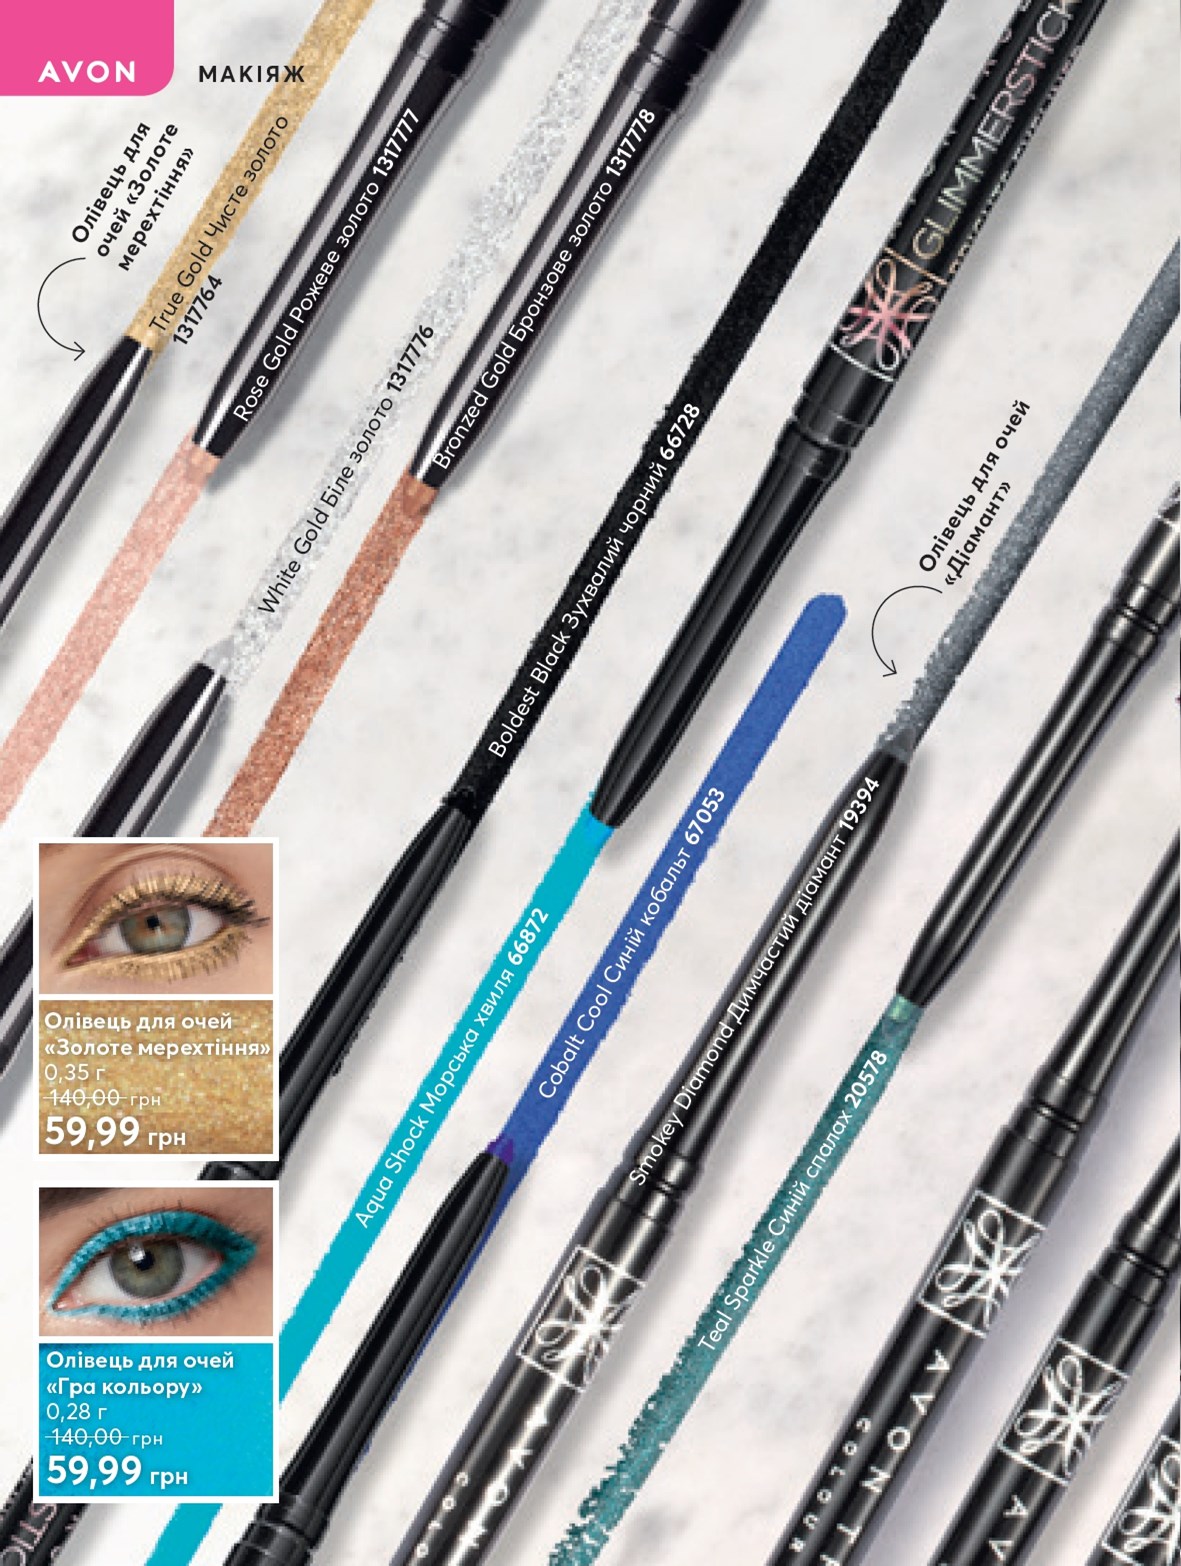 AVON
МАКІЯЖ
Олівець для
очей «Золоте
мерехтіння»
True Gold Чисте золото
1317764
Rose Gold Рожеве золото 1317777
White Gold Біле золото 1317776
Bronzed Gold Бронзове золото 1317778
Boldest Black Зухвалий чорний 66728
GLIMMERSTICK
Олівець для очей
«Діамант»
Aqua Shock Морська хвиля 66872
Cobalt Cool Синій кобальт 67053
Smokey Diamond Димчастий діамант 19394
Teal Sparkle Синій спалах 20578
Олівець для очей
«Золоте мерехтіння»
0,35 г
140,00 грн
59,99 грн
Олівець для очей
«Гра кольору»
0,28 г
140,00 грн
59,99 грн
AVON
COLO
AVON T
COLOUR
AV